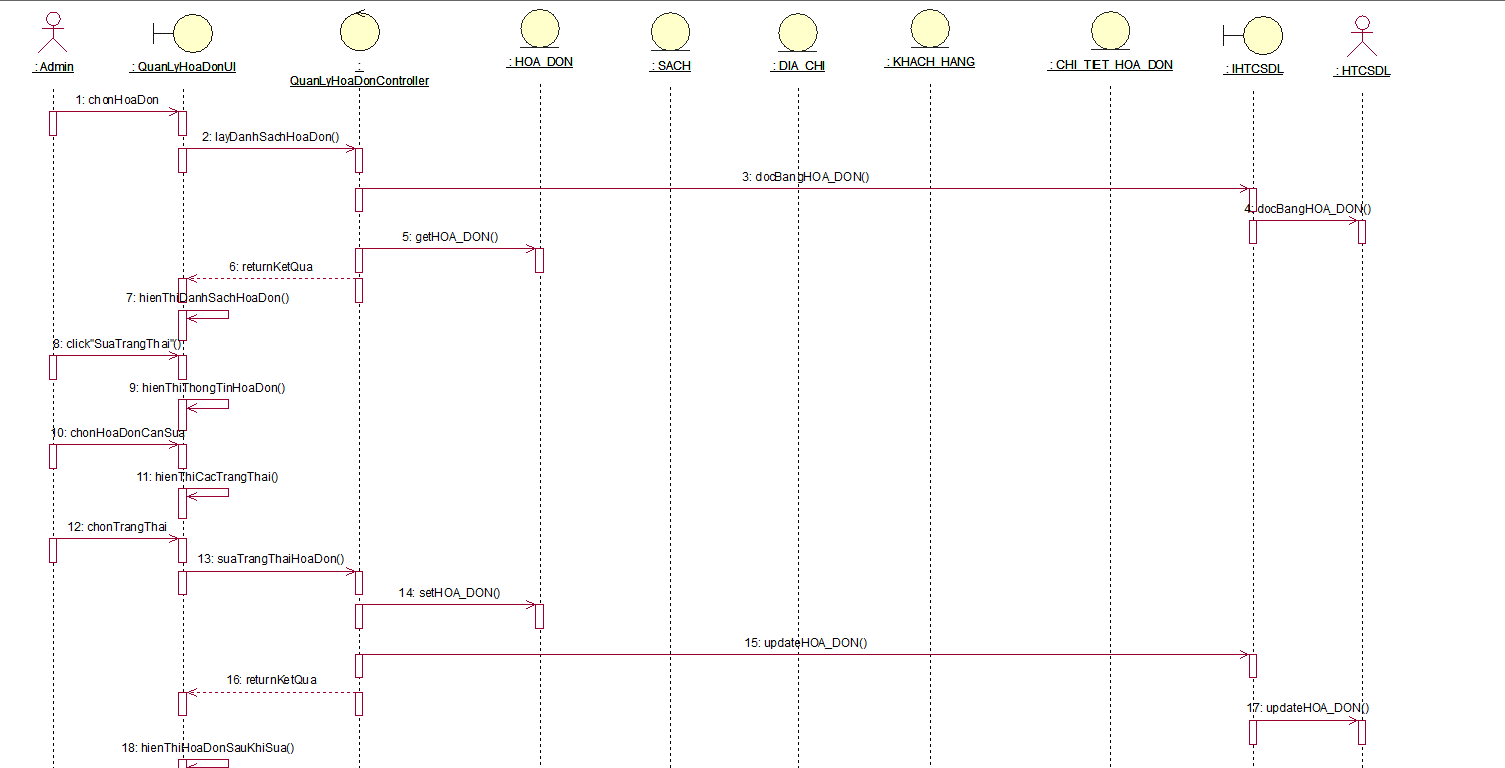 : Admin
: QuanLyHoaDonUI
:
QuanLyHoaDonController
: HOA_DON
: SACH
: DIA_CHI
: KHACH_HANG
: CHI_TIET_HOA_DON
: IHTCSDL
: HTCSDL
1: chonHoaDon
2: layDanhSachHoaDon()
3: docBangHOA_DON()
4: docBangHOA_DON()
5: getHOA_DON()
6: returnKetQua
7: hienThiDanhSachHoaDon()
8: click"SuaTrangThai"()
9: hienThiThongTinHoaDon()
10: chonHoaDonCanSua
11: hienThiCacTrangThai()
12: chonTrangThai
13: suaTrangThaiHoaDon()
14: setHOA_DON()
15: updateHOA_DON()
16: returnKetQua
17: updateHOA_DON()
18: hienThiHoaDonSauKhiSua()